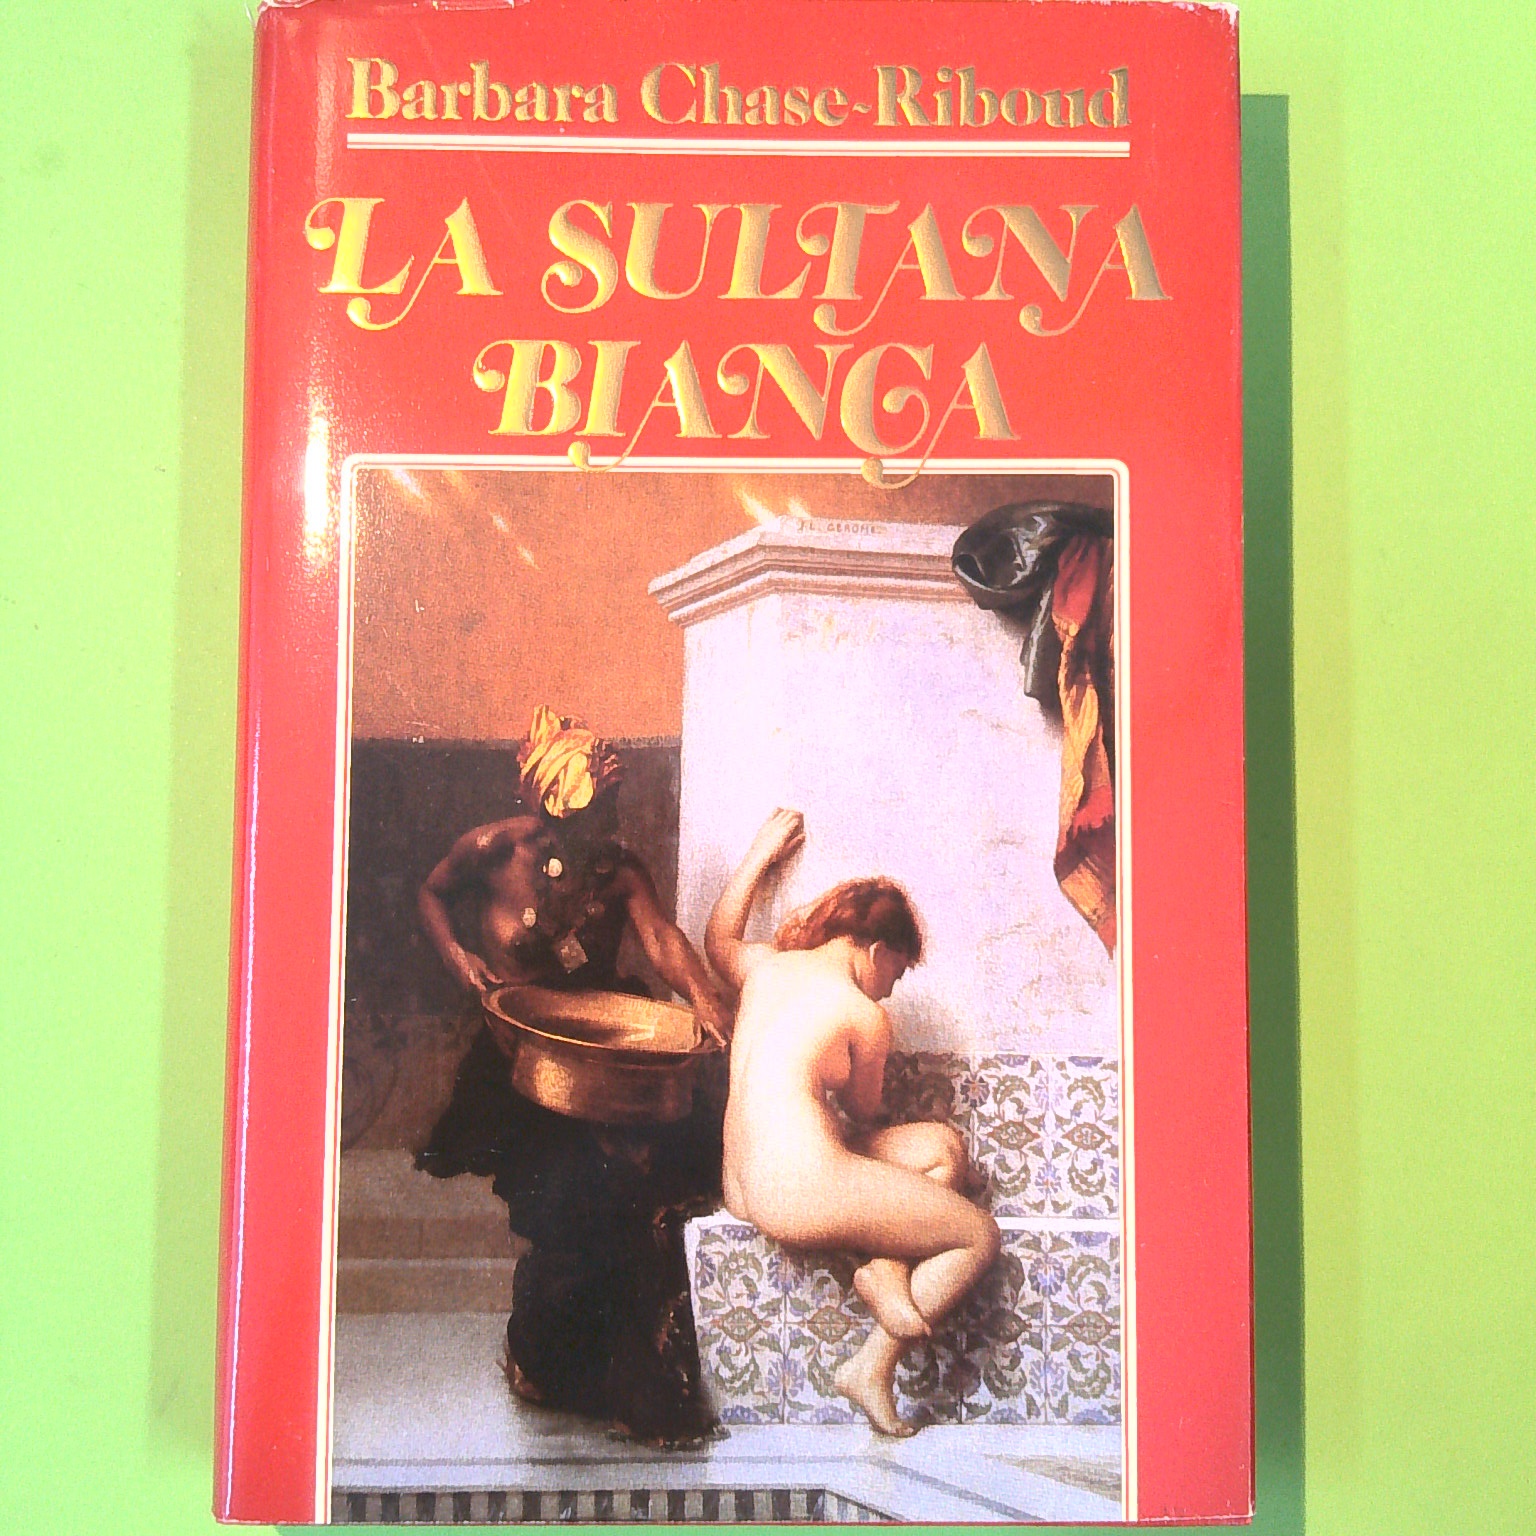 Barbara Chase-Riboud
LA SULTANA
BIANCA
J.L. GEROME